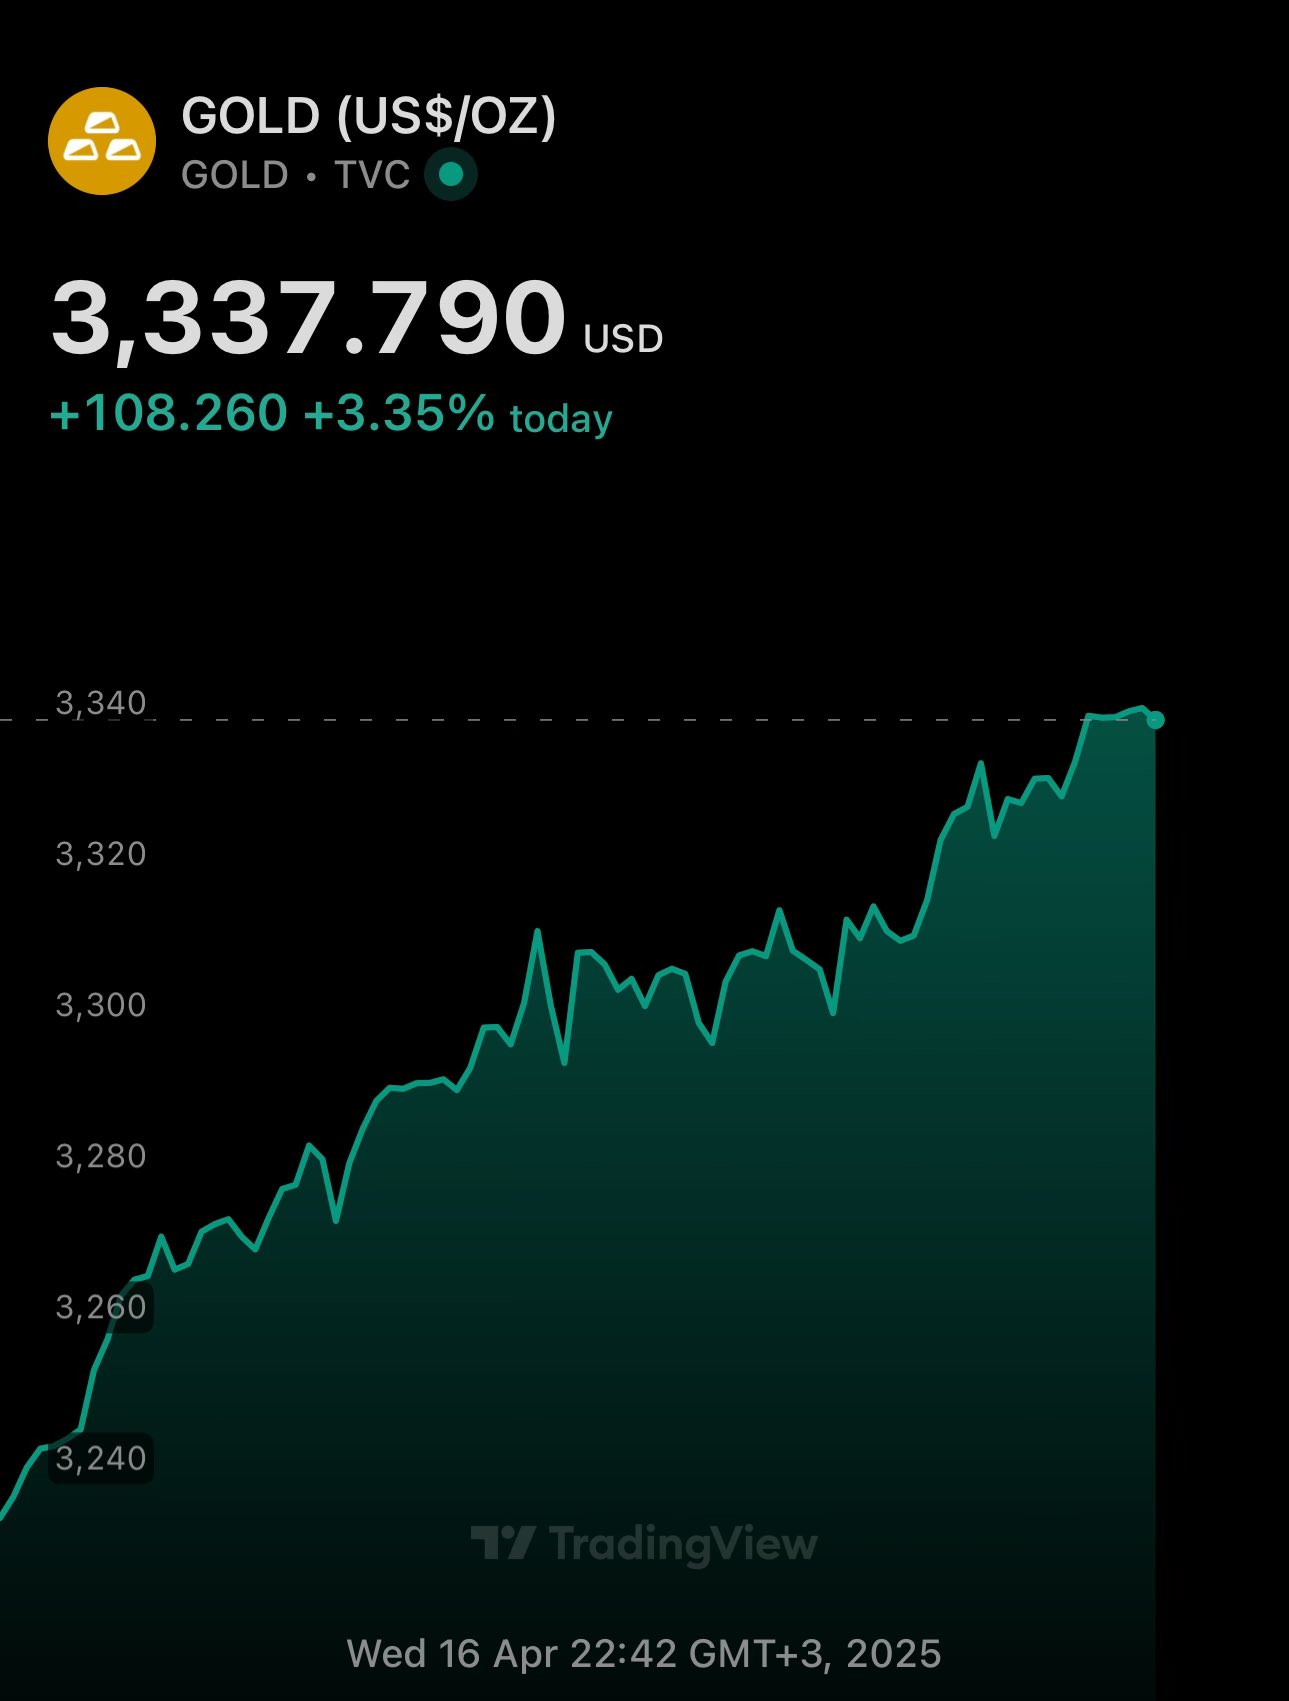 GOLD (US$/OZ)
GOLD • TVC
3,337.790 USD
+108.260 +3.35% today
3,340
3,320
3,300
3,280
3,260
3,240
TradingView
Wed 16 Apr 22:42 GMT+3, 2025